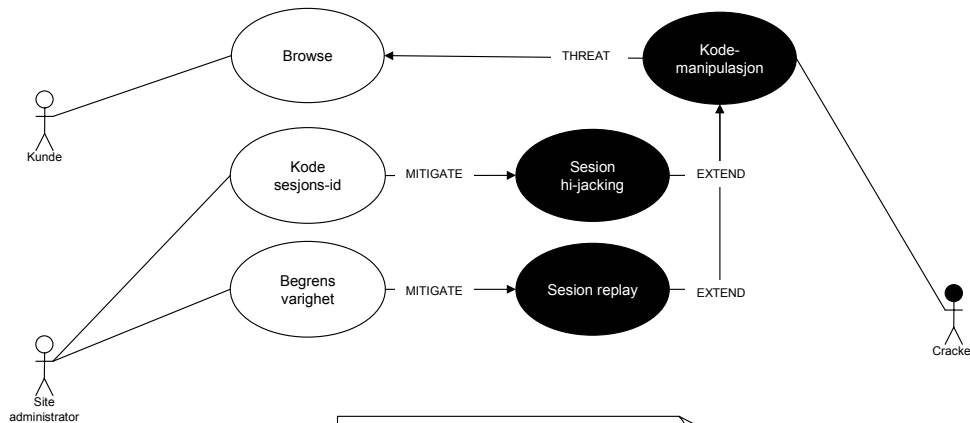 Browse
THREAT
Kode-
manipulasjon
Kunde
Kode
sesjons-id
MITIGATE
Sesion
hi-jacking
EXTEND
Begrens
varighet
MITIGATE
Sesion replay
EXTEND
Cracke
Site
administrator